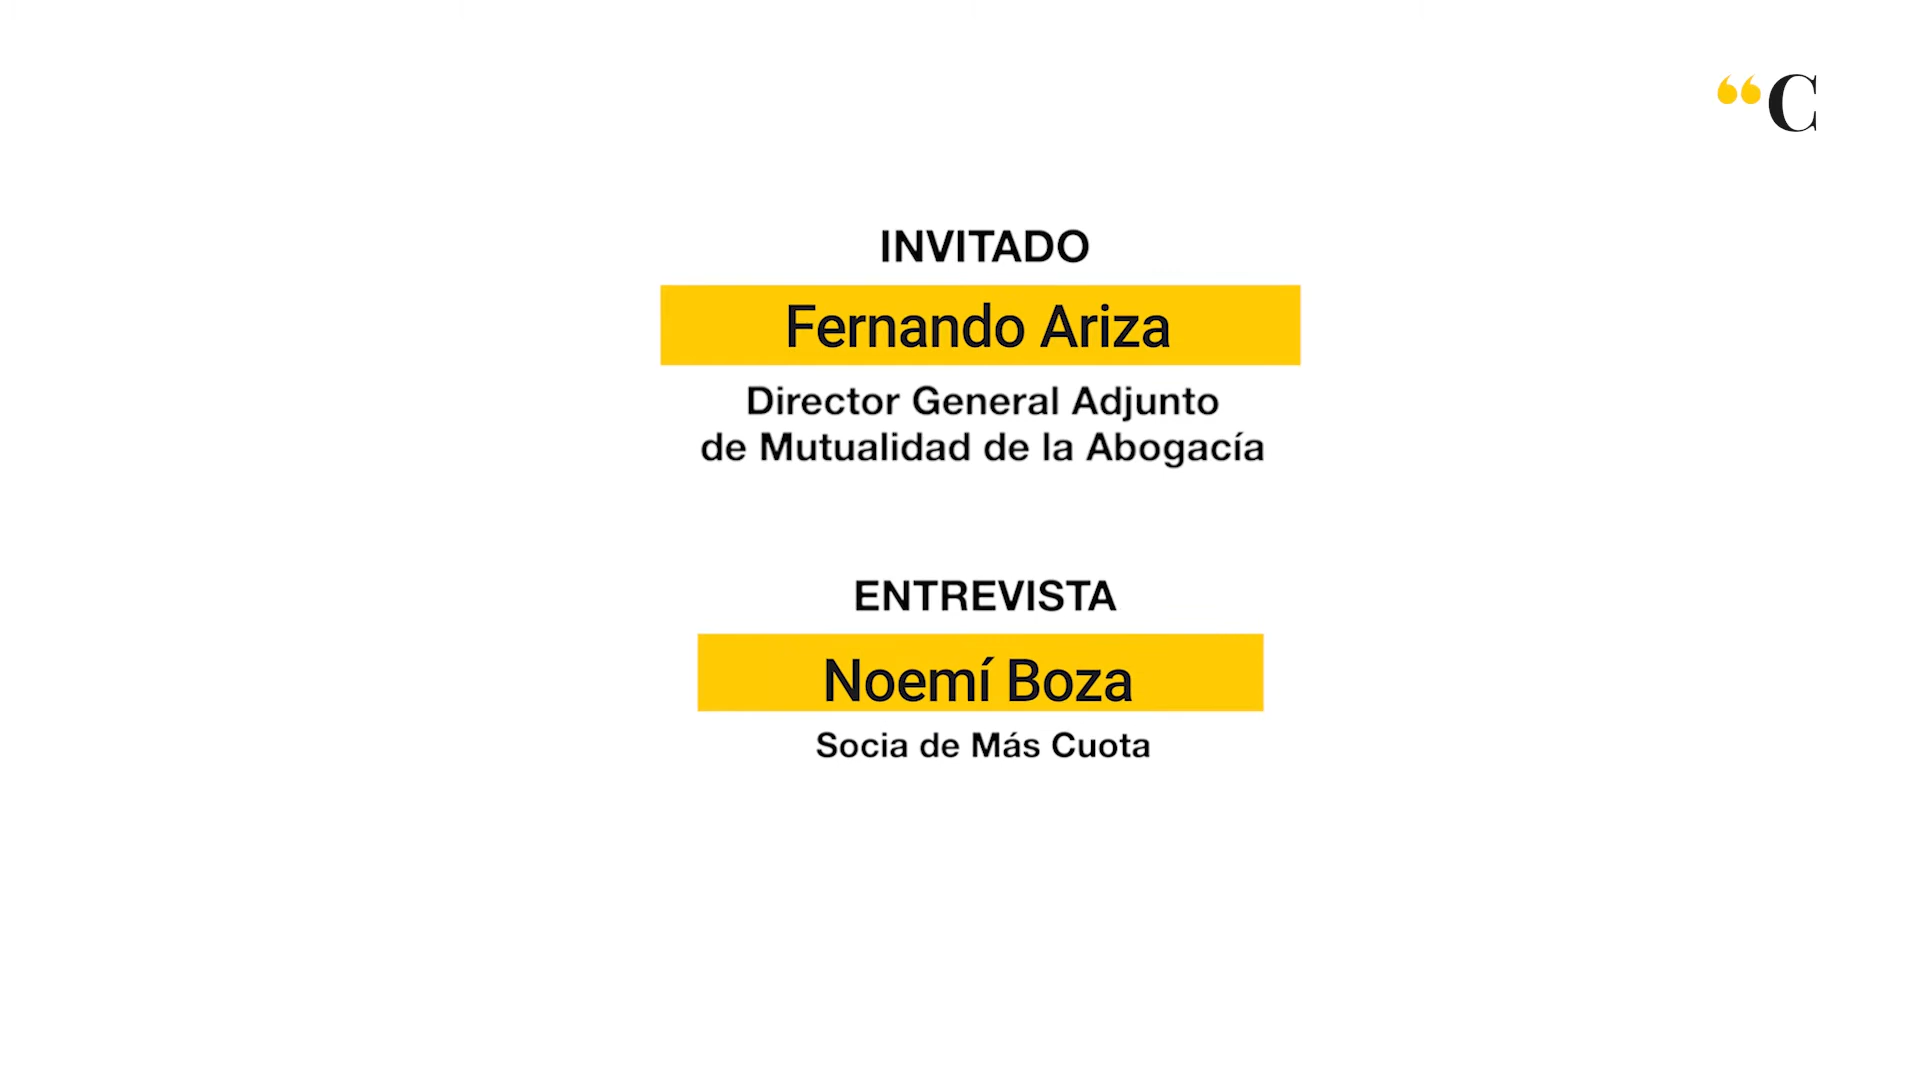 “C
INVITADO
Fernando Ariza
Director General Adjunto
de Mutualidad de la Abogacía
ENTREVISTA
Noemí Boza
Socia de Más Cuota